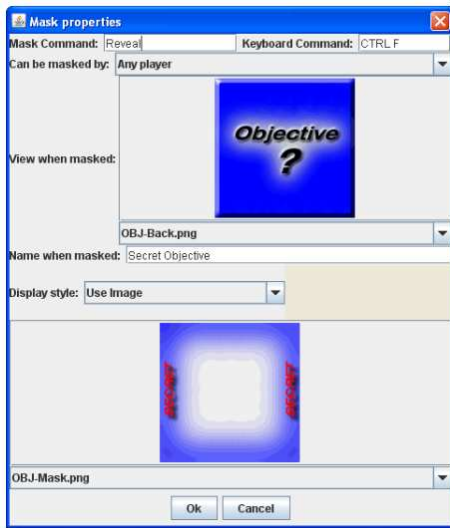 Mask properties
Mask Command: Reveal Keyboard Command: CTRL F
Can be masked by: Any player
Objective
?
View when masked:
OBJ-Back.png
Name when masked: Secret Objective
Display style: Use Image
SECRET SECRET
OBJ-Mask.png
Ok Cancel